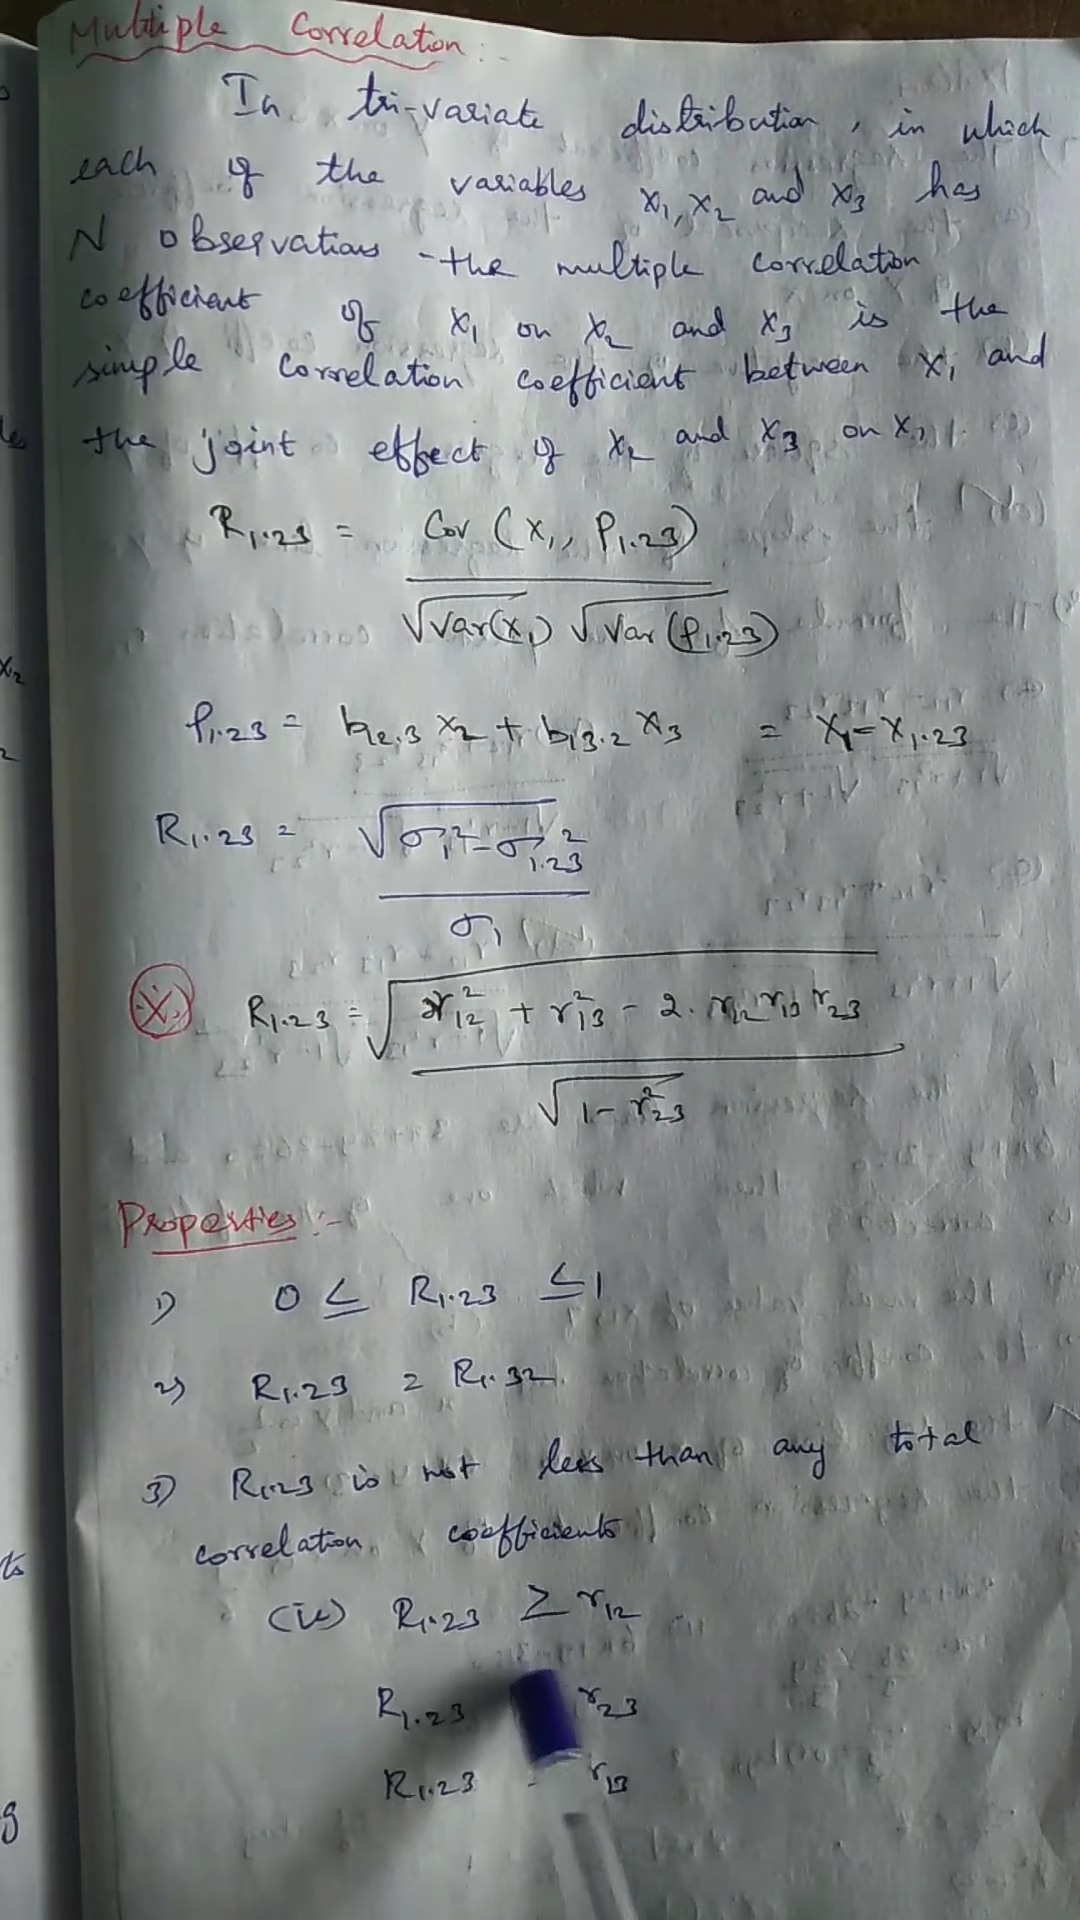 Multiple Correlation :-
In tri-variate distribution, in which
each of the variables X₁, X₂ and X₃ has
N observations the multiple correlation
coefficient of X₁ on X₂ and X₃ is the
simple correlation coefficient between X₁ and
the joint effect of X₂ and X₃ on X₁.
R₁.₂₃ = Cov (X₁, P₁.₂₃) / √Var(X₁) √Var(P₁.₂₃)
P₁.₂₃ = b₁₂.₃ X₂ + b₁₃.₂ X₃ = X₁ - X₁.₂₃
R₁.₂₃ = √(σ₁² - σ₁.₂₃²) / σ₁
R₁.₂₃ = √(r₁₂² + r₁₃² - 2. r₁₂ r₁₃ r₂₃) / √(1 - r₂₃²)
Properties :-
1) 0 ≤ R₁.₂₃ ≤ 1
2) R₁.₂₃ = R₁.₃₂.
3) R₁.₂₃ is not less than any total
correlation coefficients
(ie) R₁.₂₃ ≥ r₁₂
R₁.₂₃ r₂₃
R₁.₂₃ r₁₃